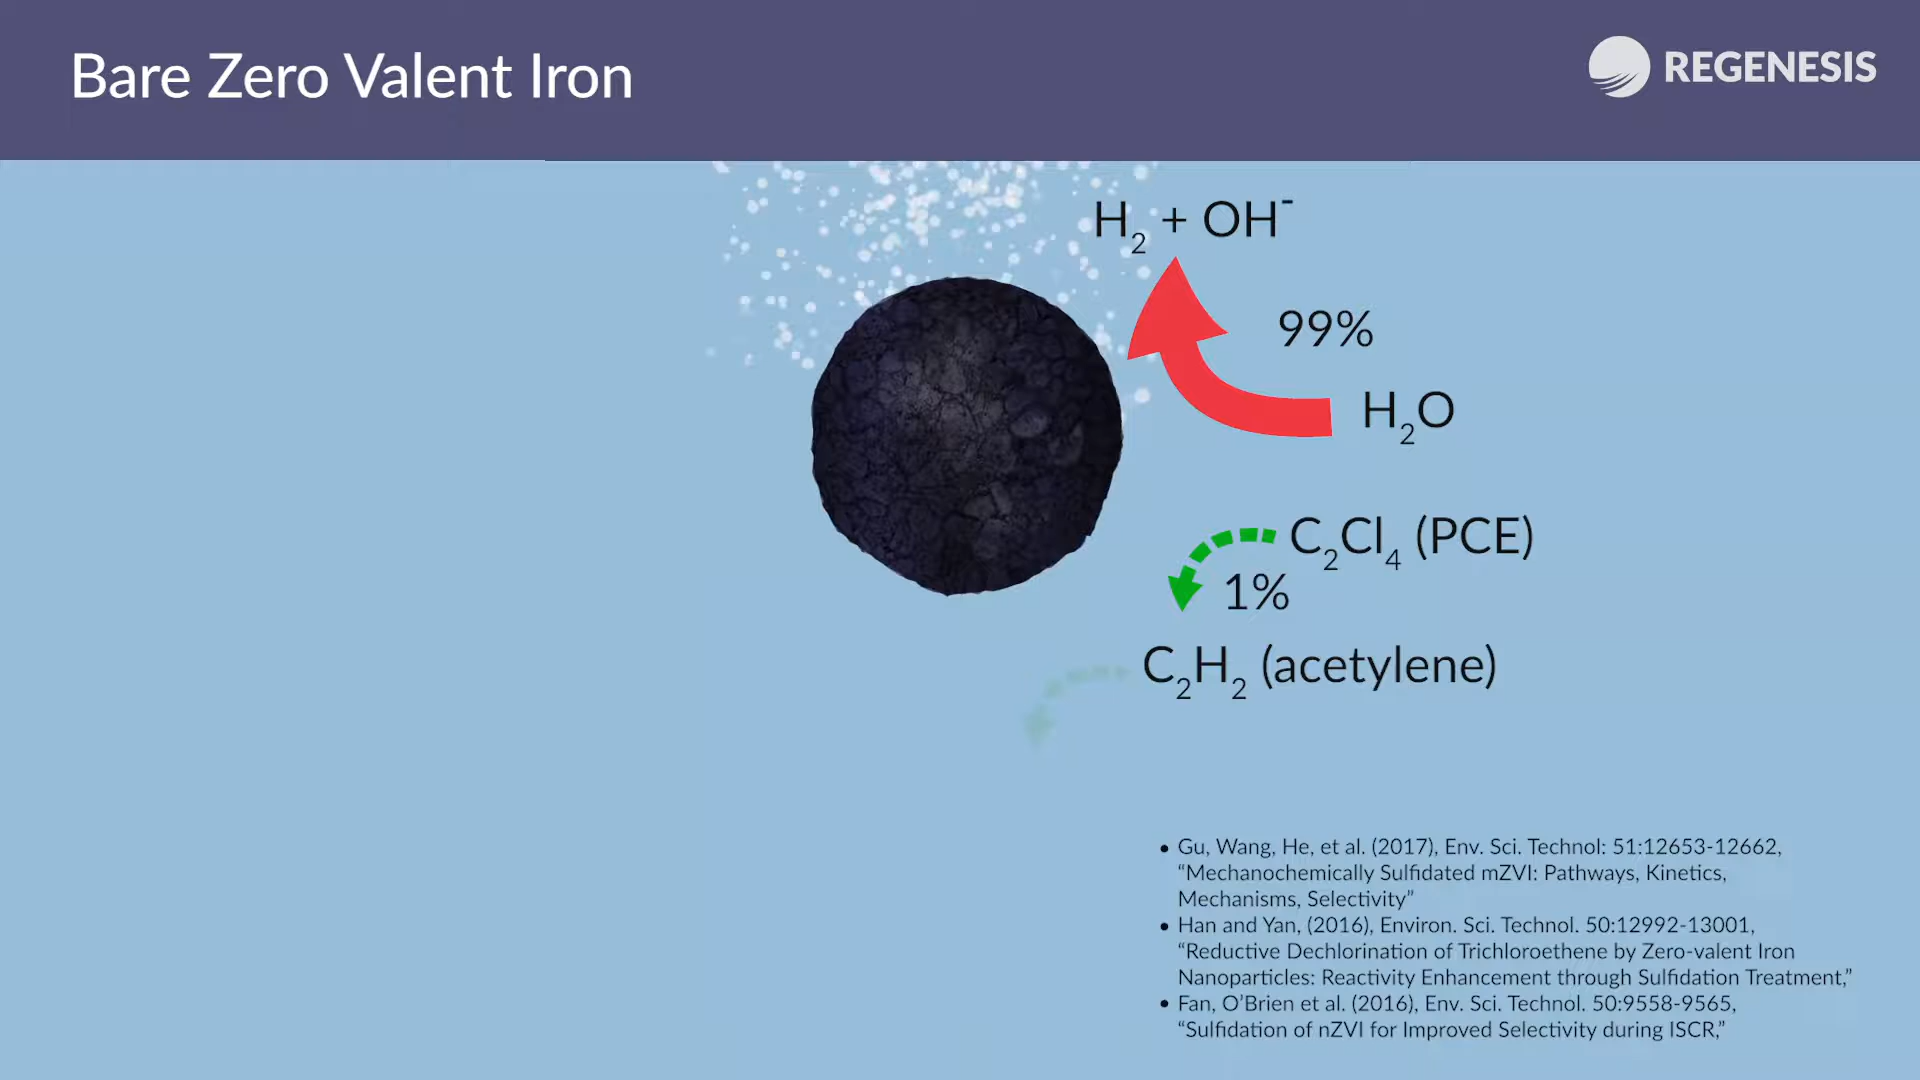 Bare Zero Valent Iron
REGENESIS
H₂ + OH⁻
99%
H₂O
C₂Cl₄ (PCE)
1%
C₂H₂ (acetylene)
• Gu, Wang, He, et al. (2017), Env. Sci. Technol: 51:12653-12662,
“Mechanochemically Sulfidated mZVI: Pathways, Kinetics,
Mechanisms, Selectivity”
• Han and Yan, (2016), Environ. Sci. Technol. 50:12992-13001,
“Reductive Dechlorination of Trichloroethene by Zero-valent Iron
Nanoparticles: Reactivity Enhancement through Sulfidation Treatment,”
• Fan, O’Brien et al. (2016), Env. Sci. Technol. 50:9558-9565,
“Sulfidation of nZVI for Improved Selectivity during ISCR,”